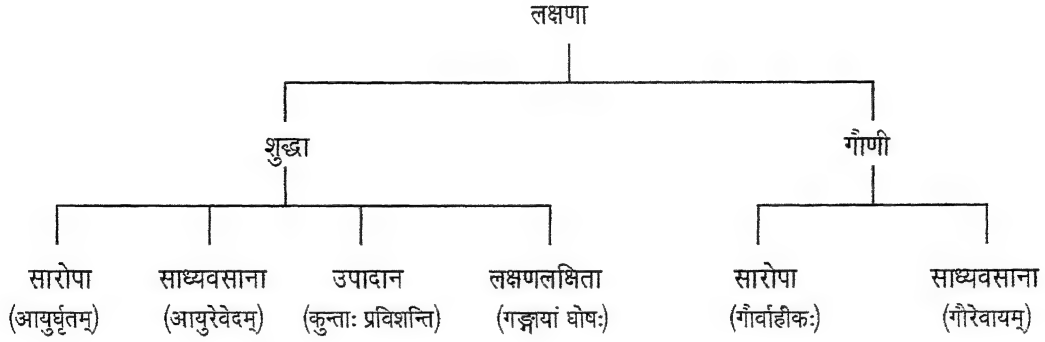 लक्षणा
शुद्धा गौणी
सारोपा साध्यवसाना उपादान लक्षणलक्षिता सारोपा साध्यवसाना
(आयुर्घृतम्) (आयुरेवेदम्) (कुन्ताः प्रविशन्ति) (गङ्गायां घोषः) (गौर्वाहीकः) (गौरेवायम्)